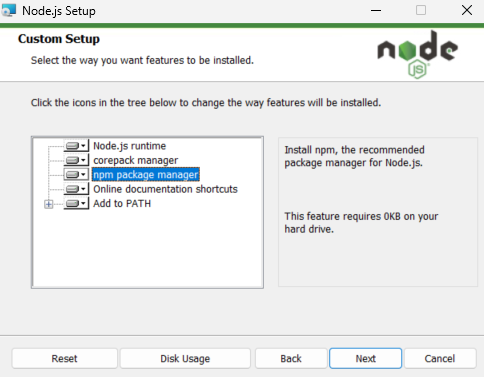 Node.js Setup
Custom Setup
Select the way you want features to be installed.
node
js
Click the icons in the tree below to change the way features will be installed.
Node.js runtime
corepack manager
npm package manager
Online documentation shortcuts
Add to PATH
Install npm, the recommended
package manager for Node.js.
This feature requires 0KB on your
hard drive.
Reset
Disk Usage
Back
Next
Cancel